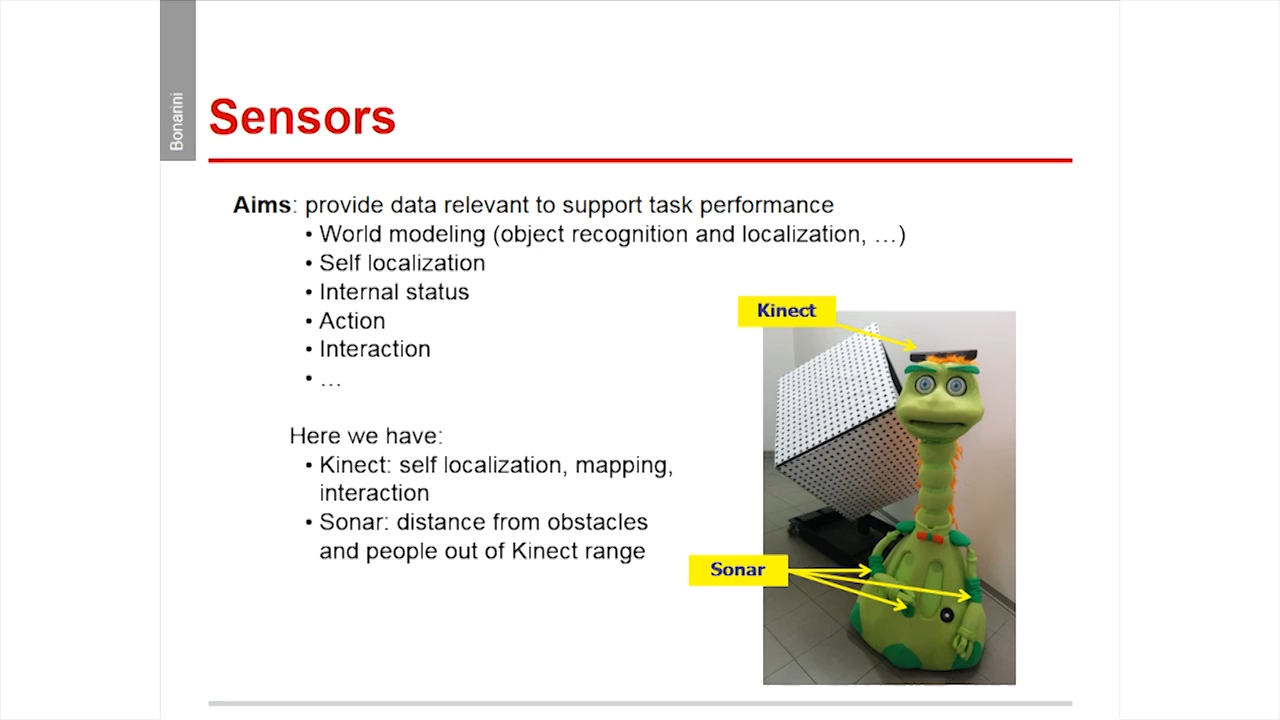 Bonarini
Sensors
Aims: provide data relevant to support task performance
• World modeling (object recognition and localization, …)
• Self localization
• Internal status
• Action
• Interaction
• …
Here we have:
• Kinect: self localization, mapping,
interaction
• Sonar: distance from obstacles
and people out of Kinect range
Kinect
Sonar